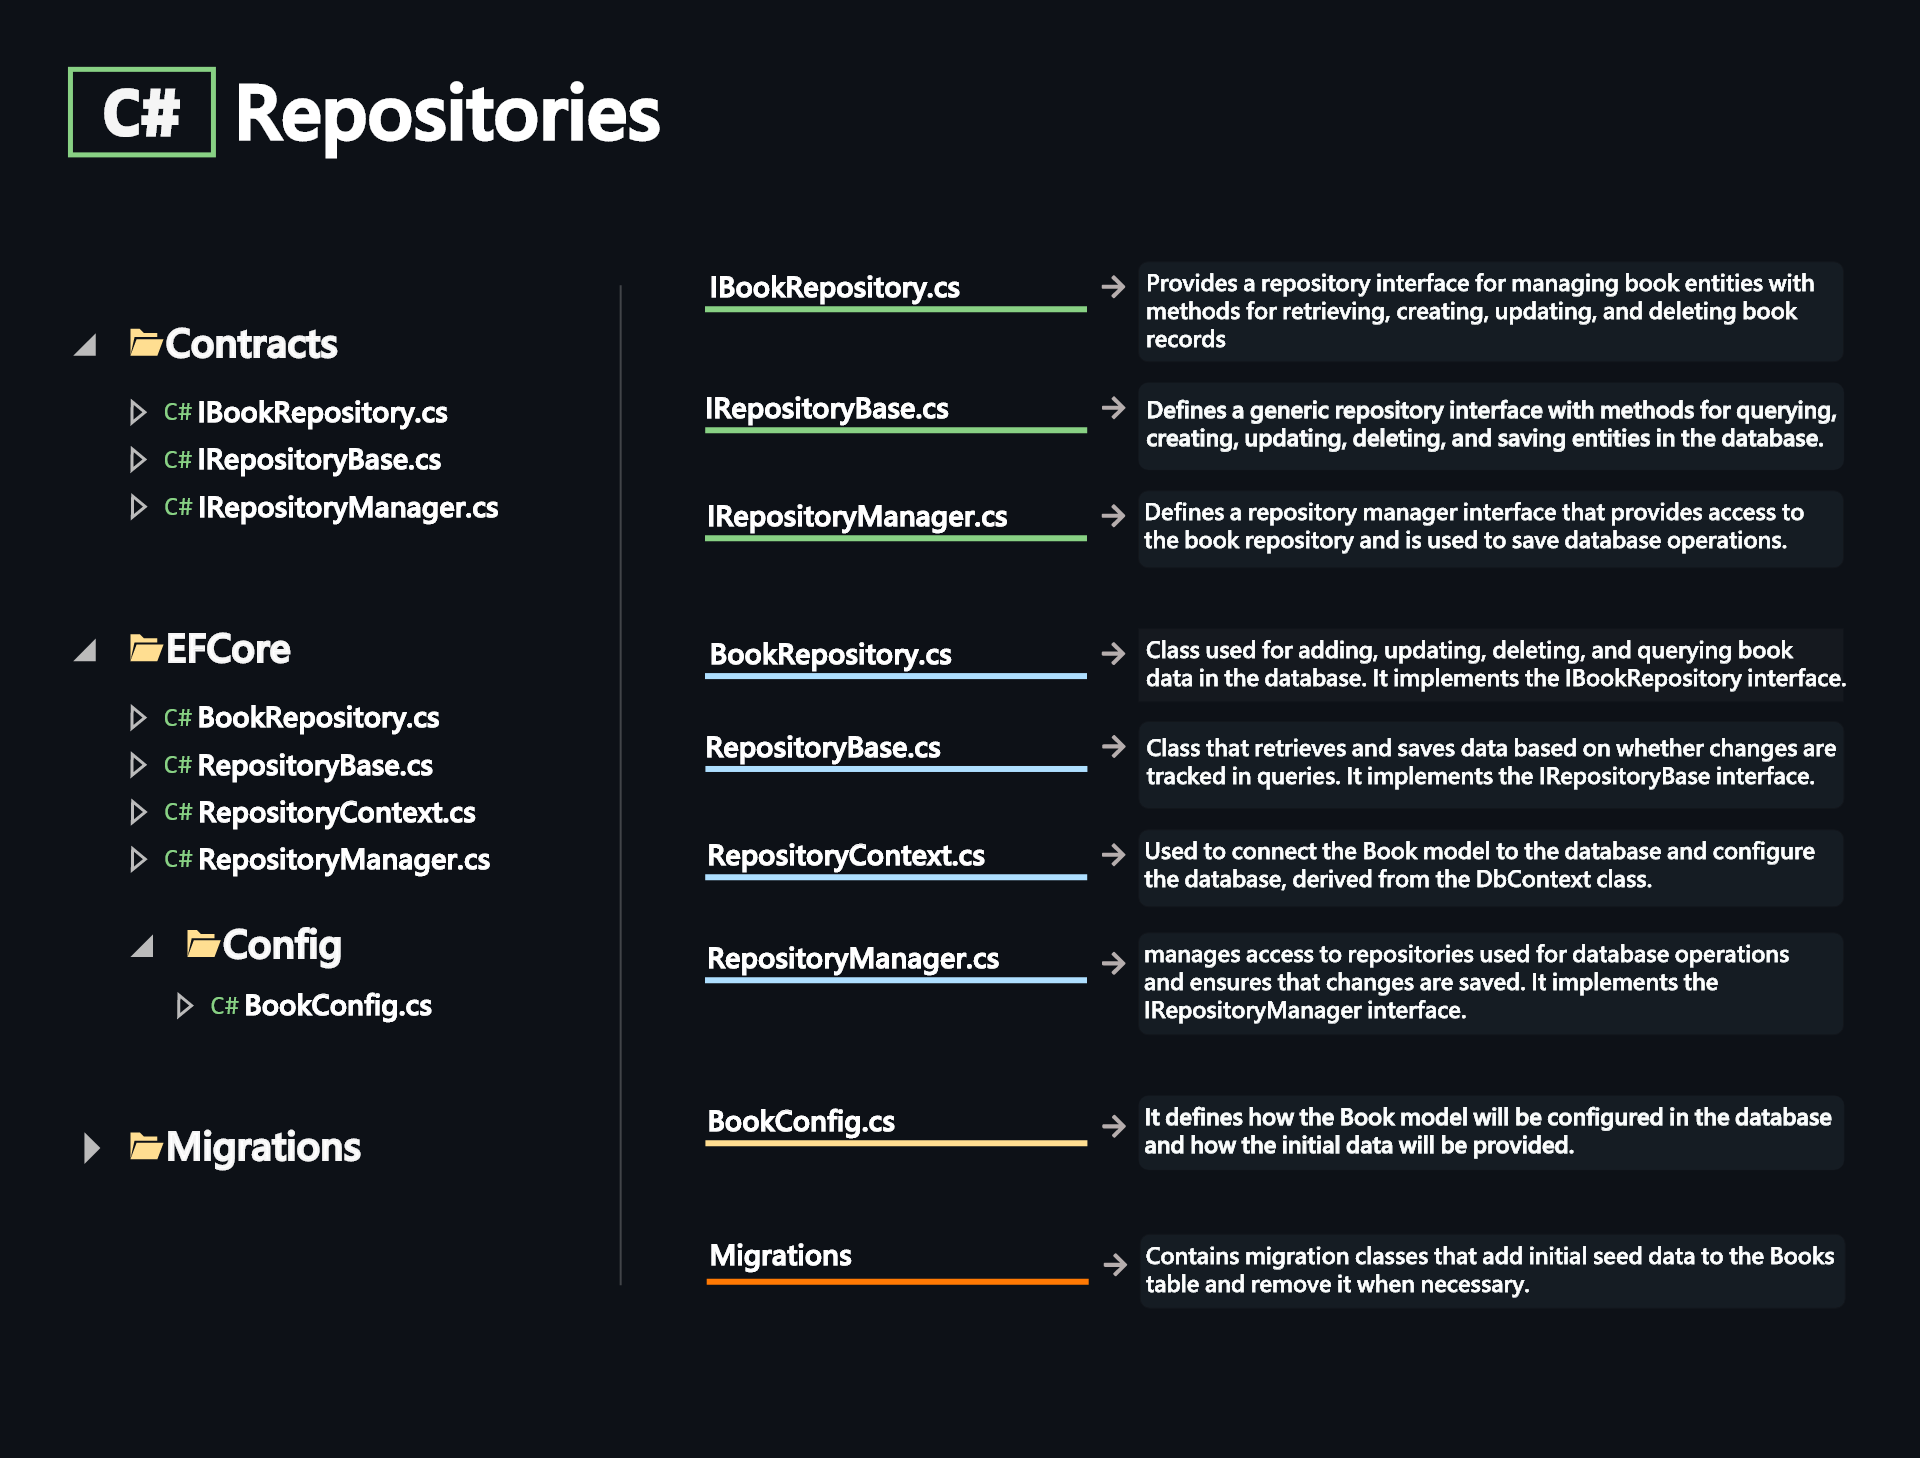 C# Repositories
Contracts
C# IBookRepository.cs
C# IRepositoryBase.cs
C# IRepositoryManager.cs
EFCore
C# BookRepository.cs
C# RepositoryBase.cs
C# RepositoryContext.cs
C# RepositoryManager.cs
Config
C# BookConfig.cs
Migrations
IBookRepository.cs
Provides a repository interface for managing book entities with
methods for retrieving, creating, updating, and deleting book
records
IRepositoryBase.cs
Defines a generic repository interface with methods for querying,
creating, updating, deleting, and saving entities in the database.
IRepositoryManager.cs
Defines a repository manager interface that provides access to
the book repository and is used to save database operations.
BookRepository.cs
Class used for adding, updating, deleting, and querying book
data in the database. It implements the IBookRepository interface.
RepositoryBase.cs
Class that retrieves and saves data based on whether changes are
tracked in queries. It implements the IRepositoryBase interface.
RepositoryContext.cs
Used to connect the Book model to the database and configure
the database, derived from the DbContext class.
RepositoryManager.cs
manages access to repositories used for database operations
and ensures that changes are saved. It implements the
IRepositoryManager interface.
BookConfig.cs
It defines how the Book model will be configured in the database
and how the initial data will be provided.
Migrations
Contains migration classes that add initial seed data to the Books
table and remove it when necessary.